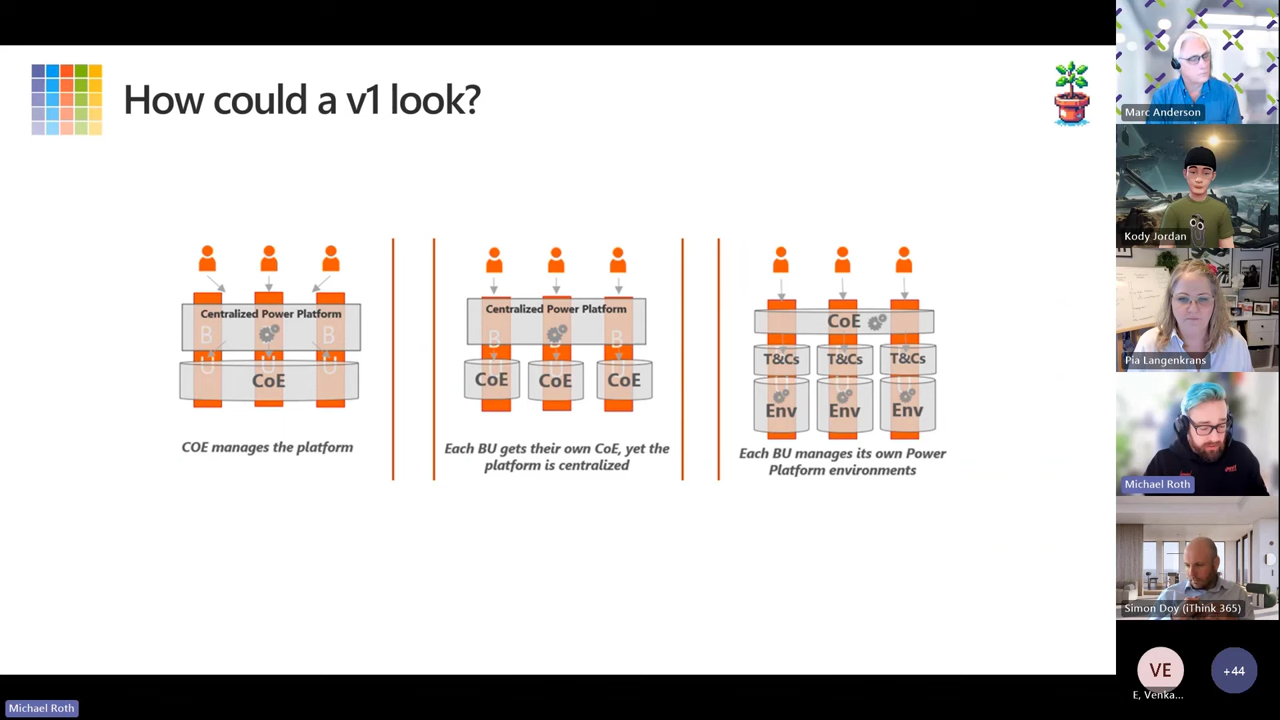 How could a v1 look?
Centralized Power Platform
B
B
U
U
CoE
COE manages the platform
Centralized Power Platform
B
B
U
U
CoE
CoE
CoE
Each BU gets their own CoE, yet the
platform is centralized
CoE
T&Cs
T&Cs
T&Cs
Env
Env
Env
Each BU manages its own Power
Platform environments
Marc Anderson
Kody Jordan
Pia Langenkrans
Michael Roth
Simon Doy (iThink 365)
VE
E, Venka...
+44
Michael Roth